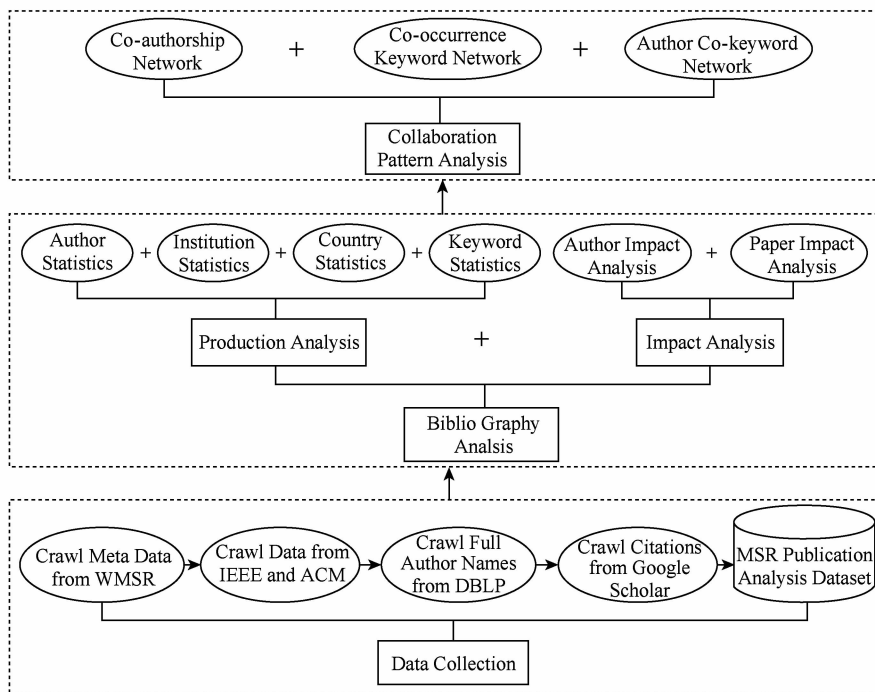 Co-authorship
Network
+
Co-occurrence
Keyword Network
+
Author Co-keyword
Network
Collaboration
Pattern Analysis
Author
Statistics
+
Institution
Statistics
+
Country
Statistics
+
Keyword
Statistics
Author Impact
Analysis
+
Paper Impact
Analysis
Production Analysis
+
Impact Analysis
Biblio Graphy
Analsis
Crawl Meta Data
from WMSR
Crawl Data from
IEEE and ACM
Crawl Full
Author Names
from DBLP
Crawl Citations
from Google
Scholar
MSR Publication
Analysis Dataset
Data Collection